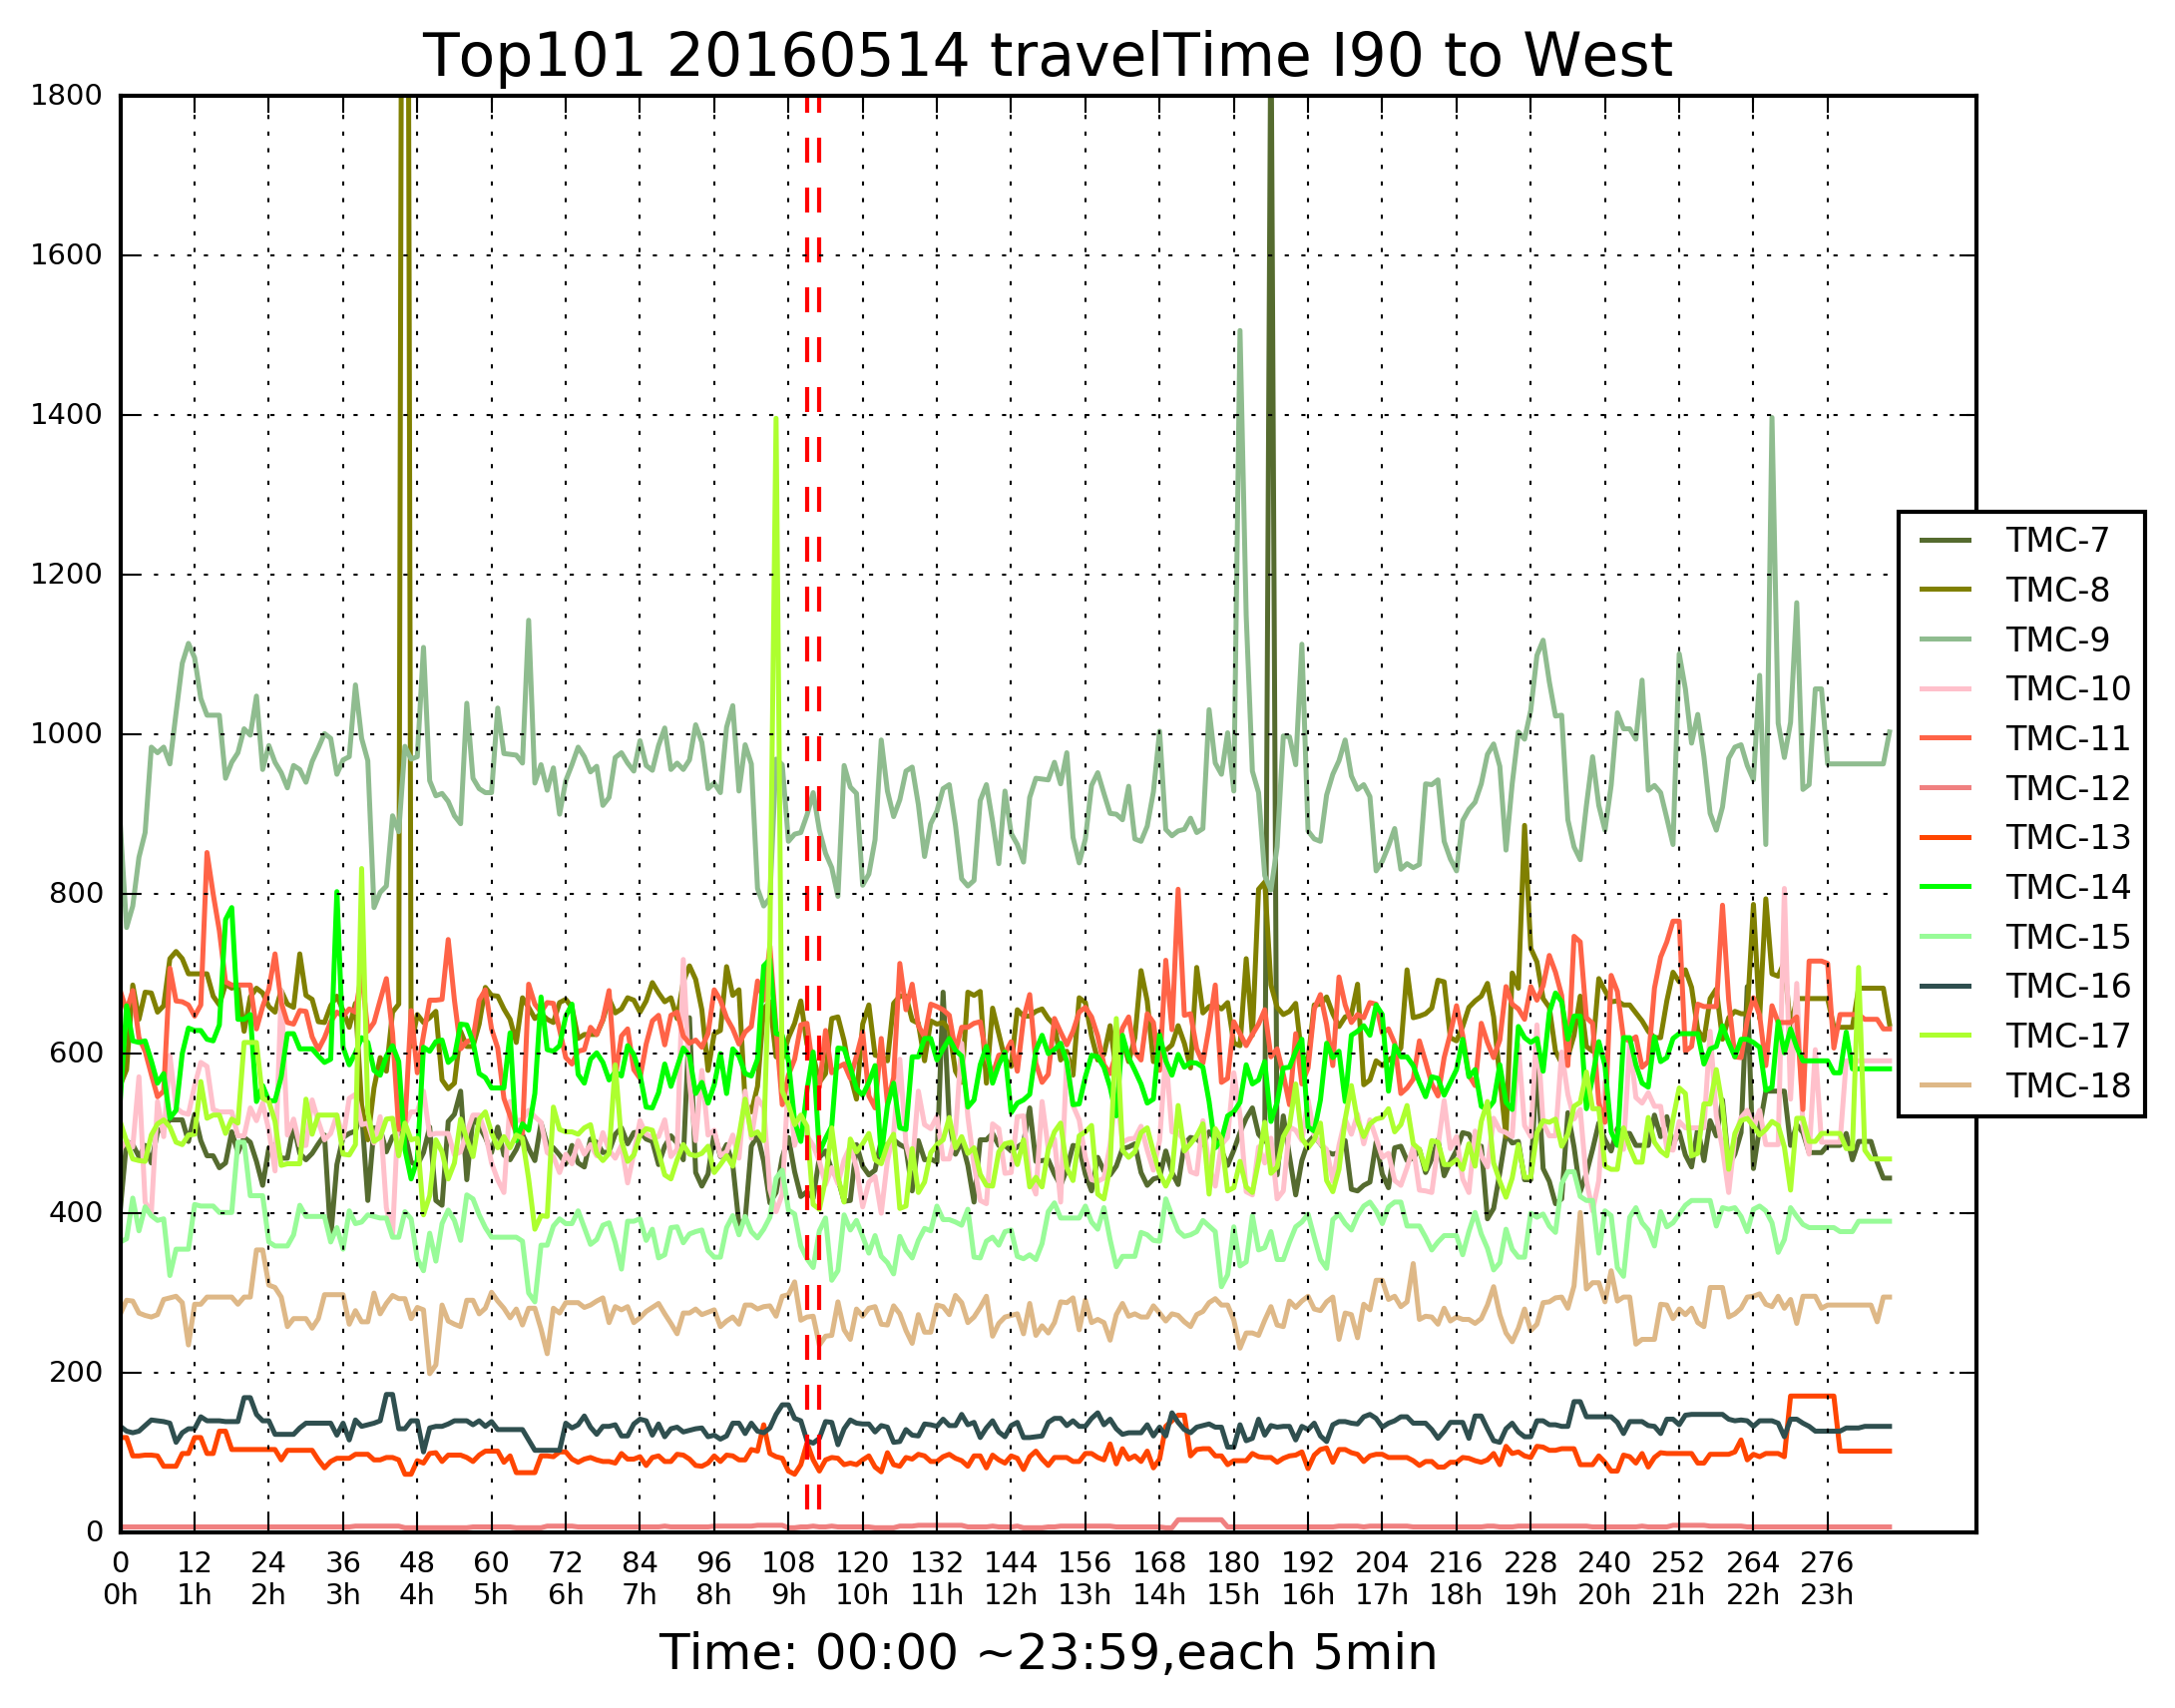 Top101 20160514 travelTime I90 to West
1800
1600
1400
1200
1000
800
600
400
200
0
TMC-7
TMC-8
TMC-9
TMC-10
TMC-11
TMC-12
TMC-13
TMC-14
TMC-15
TMC-16
TMC-17
TMC-18
0 12 24 36 48 60 72 84 96 108 120 132 144 156 168 180 192 204 216 228 240 252 264 276
0h 1h 2h 3h 4h 5h 6h 7h 8h 9h 10h 11h 12h 13h 14h 15h 16h 17h 18h 19h 20h 21h 22h 23h
Time: 00:00 ~23:59,each 5min